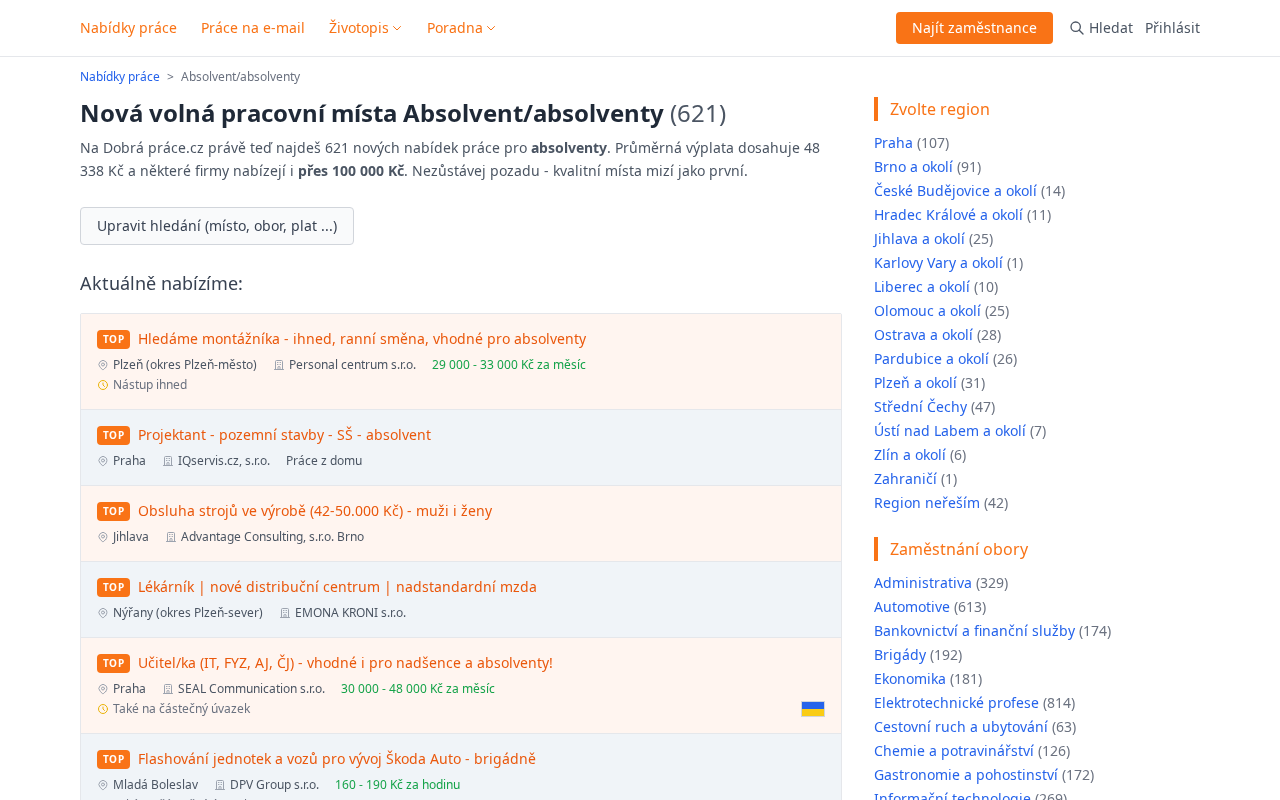 Nabídky práce
Práce na e-mail
Životopis
Poradna
Najít zaměstnance
Hledat
Přihlásit
Nabídky práce > Absolvent/absolventy
Nová volná pracovní místa Absolvent/absolventy (621)
Na Dobrá práce.cz právě teď najdeš 621 nových nabídek práce pro absolventy. Průměrná výplata dosahuje 48
338 Kč a některé firmy nabízejí i přes 100 000 Kč. Nezůstávej pozadu - kvalitní místa mizí jako první.
Upravit hledání (místo, obor, plat ...)
Aktuálně nabízíme:
TOP Hledáme montážníka - ihned, ranní směna, vhodné pro absolventy
Plzeň (okres Plzeň-město) Personal centrum s.r.o. 29 000 - 33 000 Kč za měsíc
Nástup ihned
TOP Projektant - pozemní stavby - SŠ - absolvent
Praha IQservis.cz, s.r.o. Práce z domu
TOP Obsluha strojů ve výrobě (42-50.000 Kč) - muži i ženy
Jihlava Advantage Consulting, s.r.o. Brno
TOP Lékárník | nové distribuční centrum | nadstandardní mzda
Nýřany (okres Plzeň-sever) EMONA KRONI s.r.o.
TOP Učitel/ka (IT, FYZ, AJ, ČJ) - vhodné i pro nadšence a absolventy!
Praha SEAL Communication s.r.o. 30 000 - 48 000 Kč za měsíc
Také na částečný úvazek
TOP Flashování jednotek a vozů pro vývoj Škoda Auto - brigádně
Mladá Boleslav DPV Group s.r.o. 160 - 190 Kč za hodinu
Zvolte region
Praha (107)
Brno a okolí (91)
České Budějovice a okolí (14)
Hradec Králové a okolí (11)
Jihlava a okolí (25)
Karlovy Vary a okolí (1)
Liberec a okolí (10)
Olomouc a okolí (25)
Ostrava a okolí (28)
Pardubice a okolí (26)
Plzeň a okolí (31)
Střední Čechy (47)
Ústí nad Labem a okolí (7)
Zlín a okolí (6)
Zahraničí (1)
Region neřeším (42)
Zaměstnání obory
Administrativa (329)
Automotive (613)
Bankovnictví a finanční služby (174)
Brigády (192)
Ekonomika (181)
Elektrotechnické profese (814)
Cestovní ruch a ubytování (63)
Chemie a potravinářství (126)
Gastronomie a pohostinství (172)
Informační technologie (269)